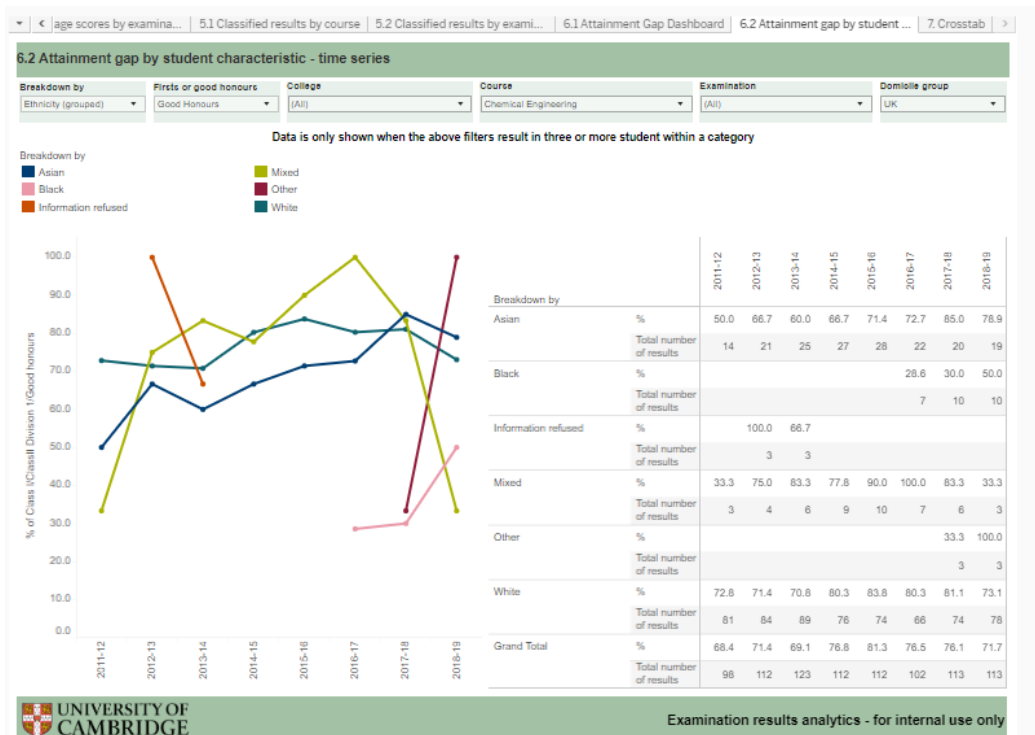 age scores by examina... 5.1 Classified results by course 5.2 Classified results by exami... 6.1 Attainment Gap Dashboard 6.2 Attainment gap by student ... 7. Crosstab
6.2 Attainment gap by student characteristic - time series
Breakdown by Firsts or good honours College Course Examination Domicile group
Ethnicity (grouped) Good Honours (All) Chemical Engineering (All) UK
Data is only shown when the above filters result in three or more student within a category
Breakdown by
Asian Mixed
Black Other
Information refused White
% of Class I/ClassII Division 1/Good honours
100.0
90.0
80.0
70.0
60.0
50.0
40.0
30.0
20.0
10.0
0.0
2011-12 2012-13 2013-14 2014-15 2015-16 2016-17 2017-18 2018-19
Breakdown by 2011-12 2012-13 2013-14 2014-15 2015-16 2016-17 2017-18 2018-19
Asian % 50.0 66.7 60.0 66.7 71.4 72.7 85.0 78.9
Total number of results 14 21 25 27 28 22 20 19
Black % 28.6 30.0 50.0
Total number of results 7 10 10
Information refused % 100.0 66.7
Total number of results 3 3
Mixed % 33.3 75.0 83.3 77.8 90.0 100.0 83.3 33.3
Total number of results 3 4 6 9 10 7 6 3
Other % 33.3 100.0
Total number of results 3 3
White % 72.8 71.4 70.8 80.3 83.8 80.3 81.1 73.1
Total number of results 81 84 89 76 74 66 74 78
Grand Total % 68.4 71.4 69.1 76.8 81.3 76.5 76.1 71.7
Total number of results 98 112 123 112 112 102 113 113
UNIVERSITY OF
CAMBRIDGE
Examination results analytics - for internal use only